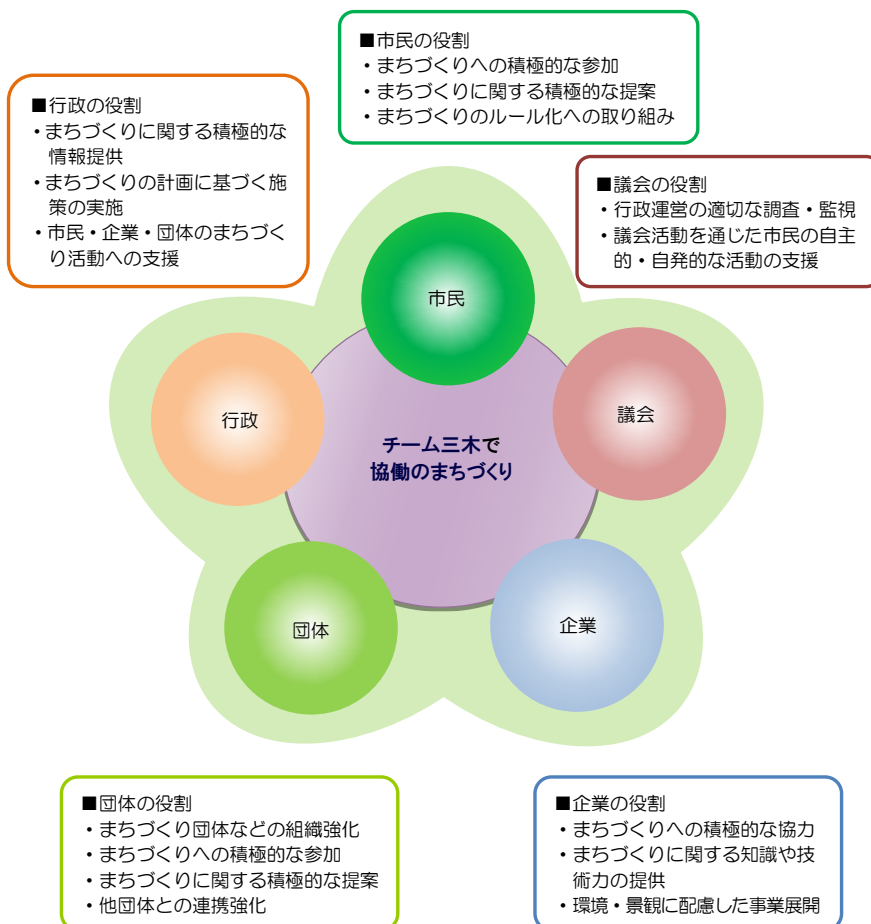 ■市民の役割
・まちづくりへの積極的な参加
・まちづくりに関する積極的な提案
・まちづくりのルール化への取り組み
■行政の役割
・まちづくりに関する積極的な
情報提供
・まちづくりの計画に基づく施
策の実施
・市民・企業・団体のまちづく
り活動への支援
■議会の役割
・行政運営の適切な調査・監視
・議会活動を通じた市民の自主
的・自発的な活動の支援
市民
行政
議会
チーム三木で
協働のまちづくり
団体
企業
■団体の役割
・まちづくり団体などの組織強化
・まちづくりへの積極的な参加
・まちづくりに関する積極的な提案
・他団体との連携強化
■企業の役割
・まちづくりへの積極的な協力
・まちづくりに関する知識や技
術力の提供
・環境・景観に配慮した事業展開